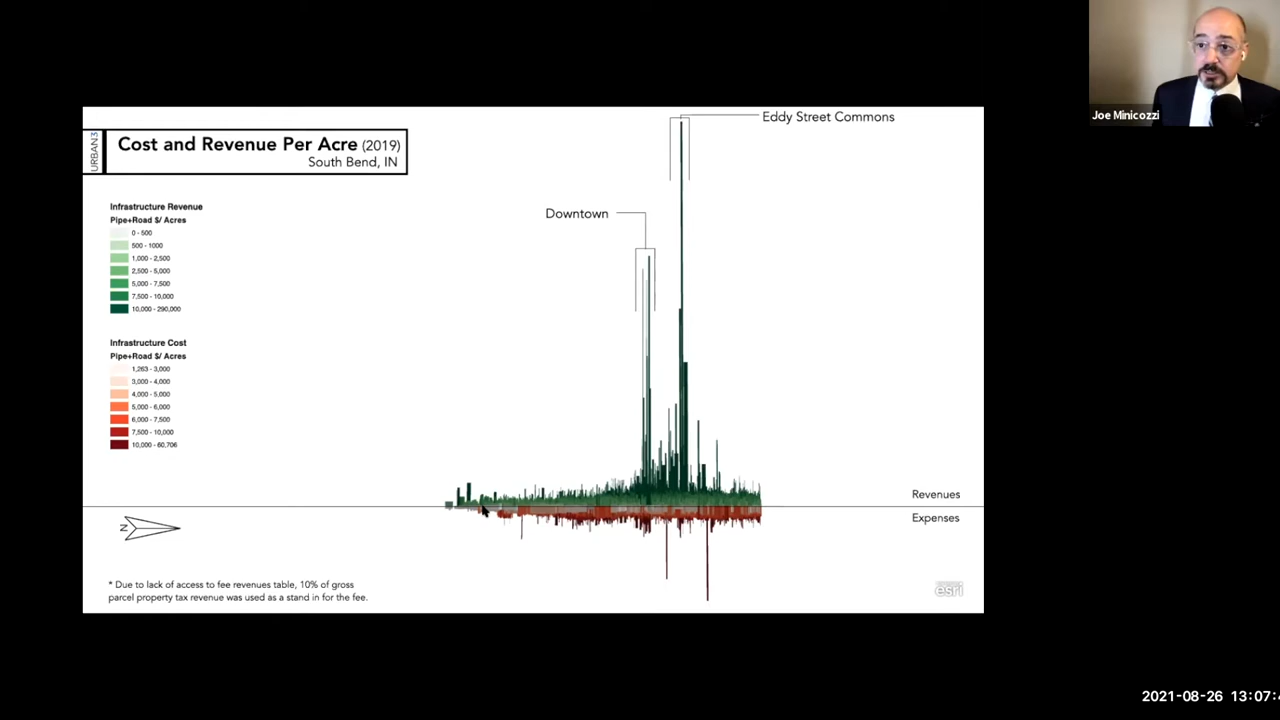 Joe Minicozzi
URBAN3
Cost and Revenue Per Acre (2019)
South Bend, IN
Eddy Street Commons
Downtown
Infrastructure Revenue
Pipe+Road $/ Acres
0 - 500
500 - 1000
1,000 - 2,500
2,500 - 5,000
5,000 - 7,500
7,500 - 10,000
10,000 - 290,000
Infrastructure Cost
Pipe+Road $/ Acres
1,263 - 3,000
3,000 - 4,000
4,000 - 5,000
5,000 - 6,000
6,000 - 7,500
7,500 - 10,000
10,000 - 60,706
Revenues
Expenses
N
* Due to lack of access to fee revenues table, 10% of gross
parcel property tax revenue was used as a stand in for the fee.
esri
2021-08-26 13:07:4